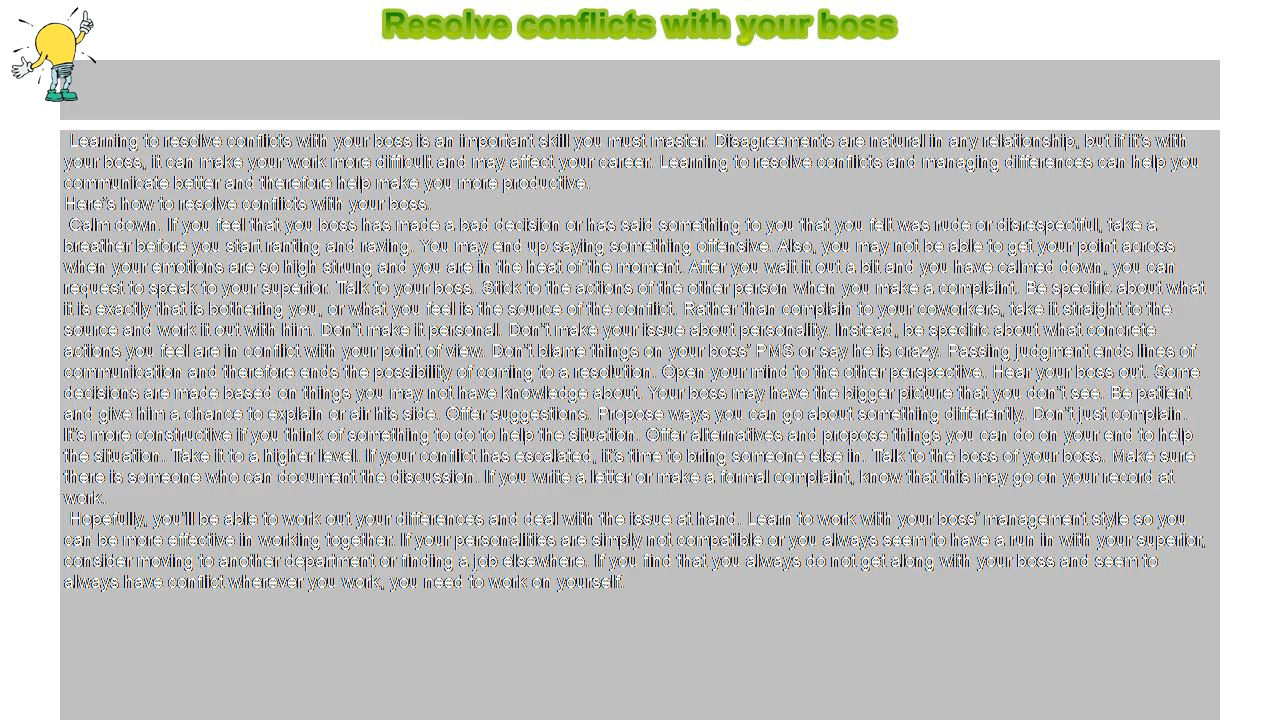 Resolve conflicts with your boss
Learning to resolve conflicts with your boss is an important skill you must master. Disagreements are natural in any relationship, but if it's with
your boss, it can make your work more difficult and may affect your career. Learning to resolve conflicts and managing differences can help you
communicate better and therefore help make you more productive.
Here's how to resolve conflicts with your boss.
Calm down. If you feel that you boss has made a bad decision or has said something to you that you felt was rude or disrespectful, take a
breather before you start ranting and raving. You may end up saying something offensive. Also, you may not be able to get your point across
when your emotions are so high strung and you are in the heat of the moment. After you wait it out a bit and you have calmed down, you can
request to speak to your superior. Talk to your boss. Stick to the actions of the other person when you make a complaint. Be specific about what
it is exactly that is bothering you, or what you feel is the source of the conflict. Rather than complain to your coworkers, take it straight to the
source and work it out with him. Don't make it personal. Don't make your issue about personality. Instead, be specific about what concrete
actions you feel are in conflict with your point of view. Don't blame things on your boss' PMS or say he is crazy. Passing judgment ends lines of
communication and therefore ends the possibility of coming to a resolution. Open your mind to the other perspective. Hear your boss out. Some
decisions are made based on things you may not have knowledge about. Your boss may have the bigger picture that you don't see. Be patient
and give him a chance to explain or air his side. Offer suggestions. Propose ways you can go about something differently. Don't just complain.
It's more constructive if you think of something to do to help the situation. Offer alternatives and propose things you can do on your end to help
the situation. Take it to a higher level. If your conflict has escalated, it's time to bring someone else in. Talk to the boss of your boss. Make sure
there is someone who can document the discussion. If you write a letter or make a formal complaint, know that this may go on your record at
work.
Hopefully, you'll be able to work out your differences and deal with the issue at hand. Learn to work with your boss' management style so you
can be more effective in working together. If your personalities are simply not compatible or you always seem to have a run in with your superior,
consider moving to another department or finding a job elsewhere. If you find that you always do not get along with your boss and seem to
always have conflict wherever you work, you need to work on yourself.